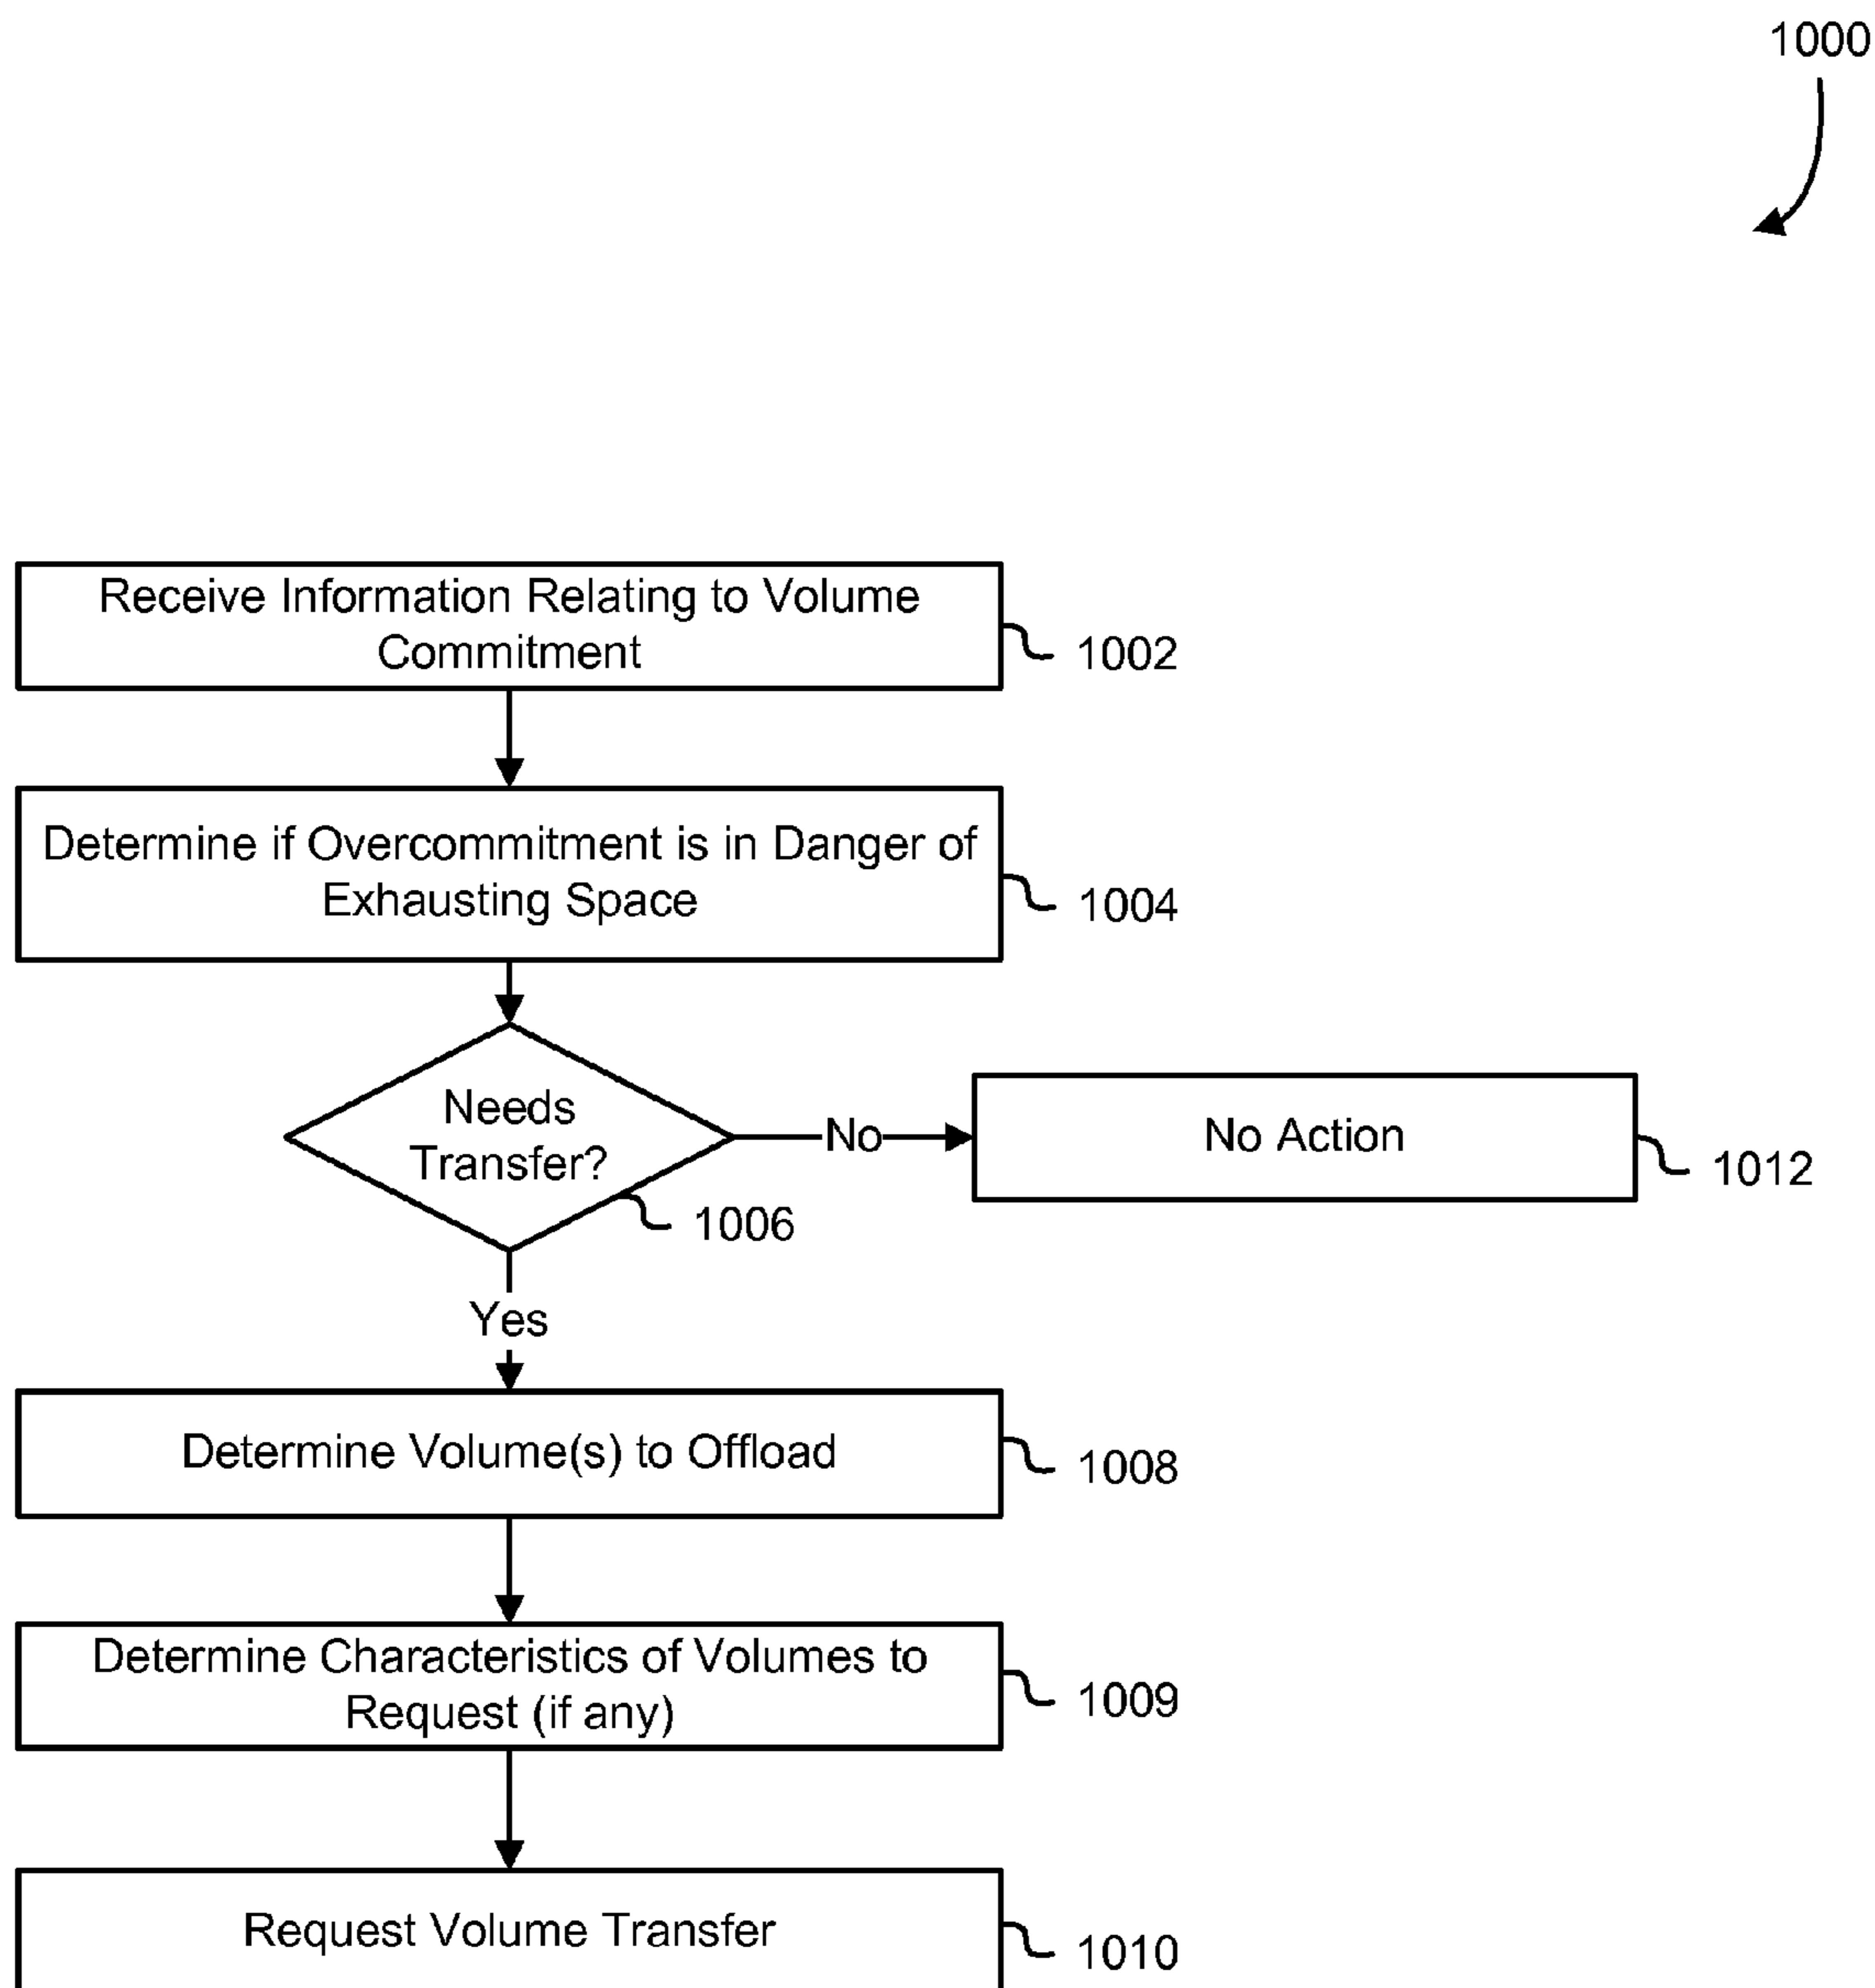 1000
Receive Information Relating to Volume
Commitment
1002
Determine if Overcommitment is in Danger of
Exhausting Space
1004
Needs
Transfer?
No
No Action
1012
1006
Yes
Determine Volume(s) to Offload
1008
Determine Characteristics of Volumes to
Request (if any)
1009
Request Volume Transfer
1010